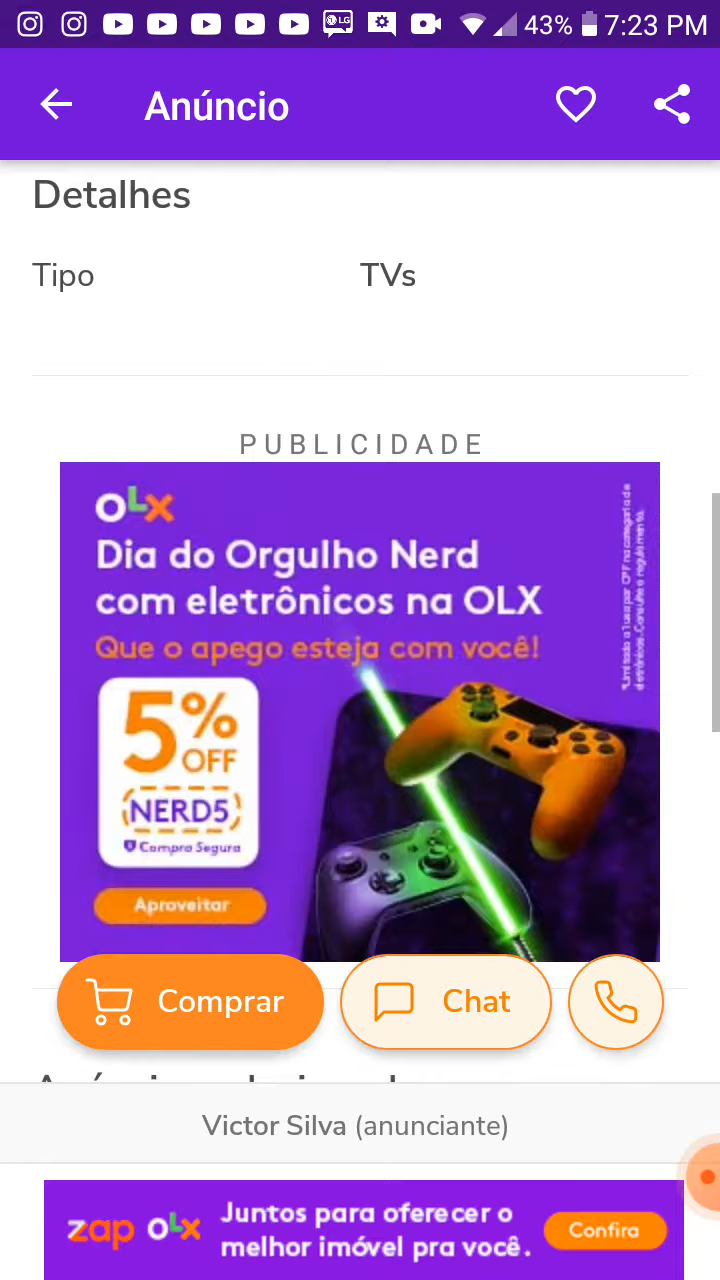 43% 7:23 PM
Anúncio
Detalhes
Tipo TVs
PUBLICIDADE
OLX
Dia do Orgulho Nerd
com eletrônicos na OLX
Que o apego esteja com você!
5%
OFF
NERD5
Compra Segura
Aproveitar
Comprar Chat
Victor Silva (anunciante)
zap OLX
Juntos para oferecer o
melhor imóvel pra você.
Confira